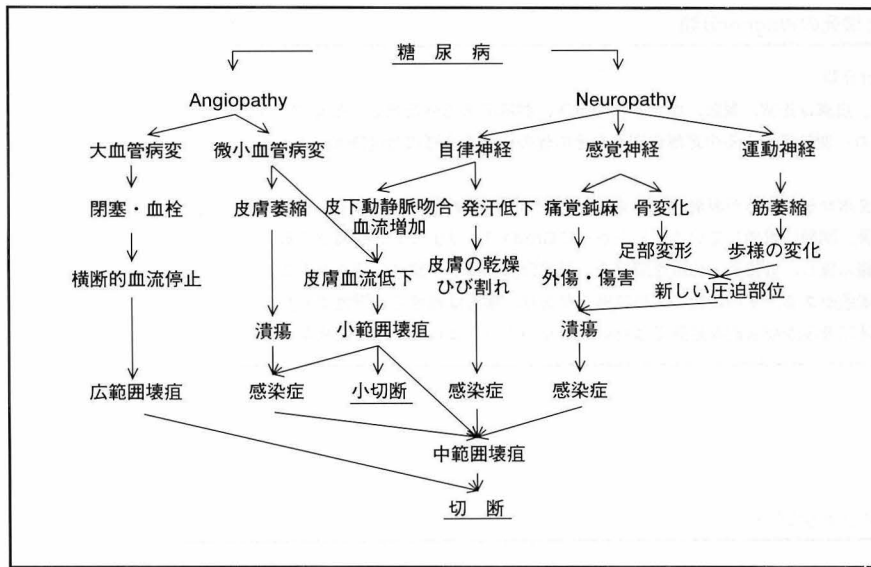 糖 尿 病
Angiopathy
Neuropathy
大血管病変
微小血管病変
自律神経
感覚神経
運動神経
閉塞・血栓
皮膚萎縮
皮下動静脈吻合
血流増加
発汗低下
痛覚鈍麻
骨変化
筋萎縮
足部変形
歩様の変化
横断的血流停止
皮膚血流低下
皮膚の乾燥
ひび割れ
外傷・傷害
新しい圧迫部位
潰瘍
小範囲壊疽
潰瘍
広範囲壊疽
感染症
小切断
感染症
感染症
中範囲壊疽
切 断